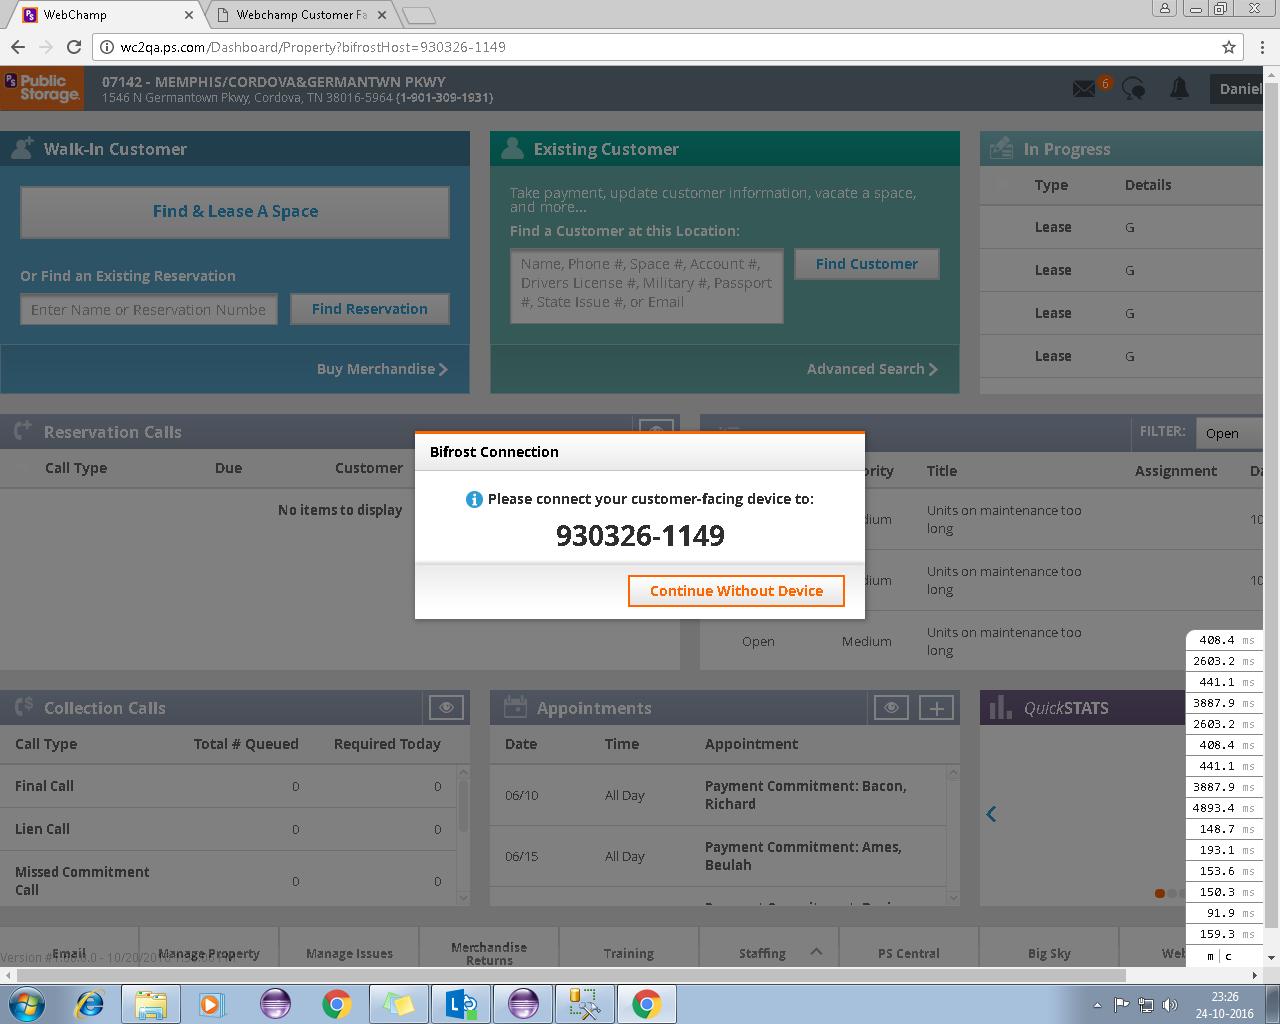 WebChamp
Webchamp Customer Fa
wc2qa.ps.com/Dashboard/Property?bifrostHost=930326-1149
PS
Public
Storage.
07142 - MEMPHIS/CORDOVA&GERMANTWN PKWY
1546 N Germantown Pkwy, Cordova, TN 38016-5964 (1-901-309-1931)
6
Daniel
Walk-In Customer
Find & Lease A Space
Or Find an Existing Reservation
Enter Name or Reservation Numbe
Find Reservation
Buy Merchandise
Existing Customer
Take payment, update customer information, vacate a space,
and more...
Find a Customer at this Location:
Name, Phone #, Space #, Account #,
Drivers License #, Military #, Passport
#, State Issue #, or Email
Find Customer
Advanced Search
In Progress
Type Details
Lease G
Lease G
Lease G
Lease G
Reservation Calls
Call Type Due Customer
No items to display
FILTER: Open
ority Title Assignment Da
dium Units on maintenance too
long 10
dium Units on maintenance too
long 10
Open Medium Units on maintenance too
long
Bifrost Connection
Please connect your customer-facing device to:
930326-1149
Continue Without Device
Collection Calls
Call Type Total # Queued Required Today
Final Call 0 0
Lien Call 0 0
Missed Commitment
Call 0 0
Appointments
Date Time Appointment
06/10 All Day Payment Commitment: Bacon,
Richard
06/15 All Day Payment Commitment: Ames,
Beulah
QuickSTATS
408.4 ms
2603.2 ms
441.1 ms
3887.9 ms
2603.2 ms
408.4 ms
441.1 ms
3887.9 ms
4893.4 ms
148.7 ms
193.1 ms
153.6 ms
150.3 ms
91.9 ms
159.3 ms
m | c
Email
Manage Property
Manage Issues
Merchandise
Returns
Training
Staffing
PS Central
Big Sky
Web
23:26
24-10-2016